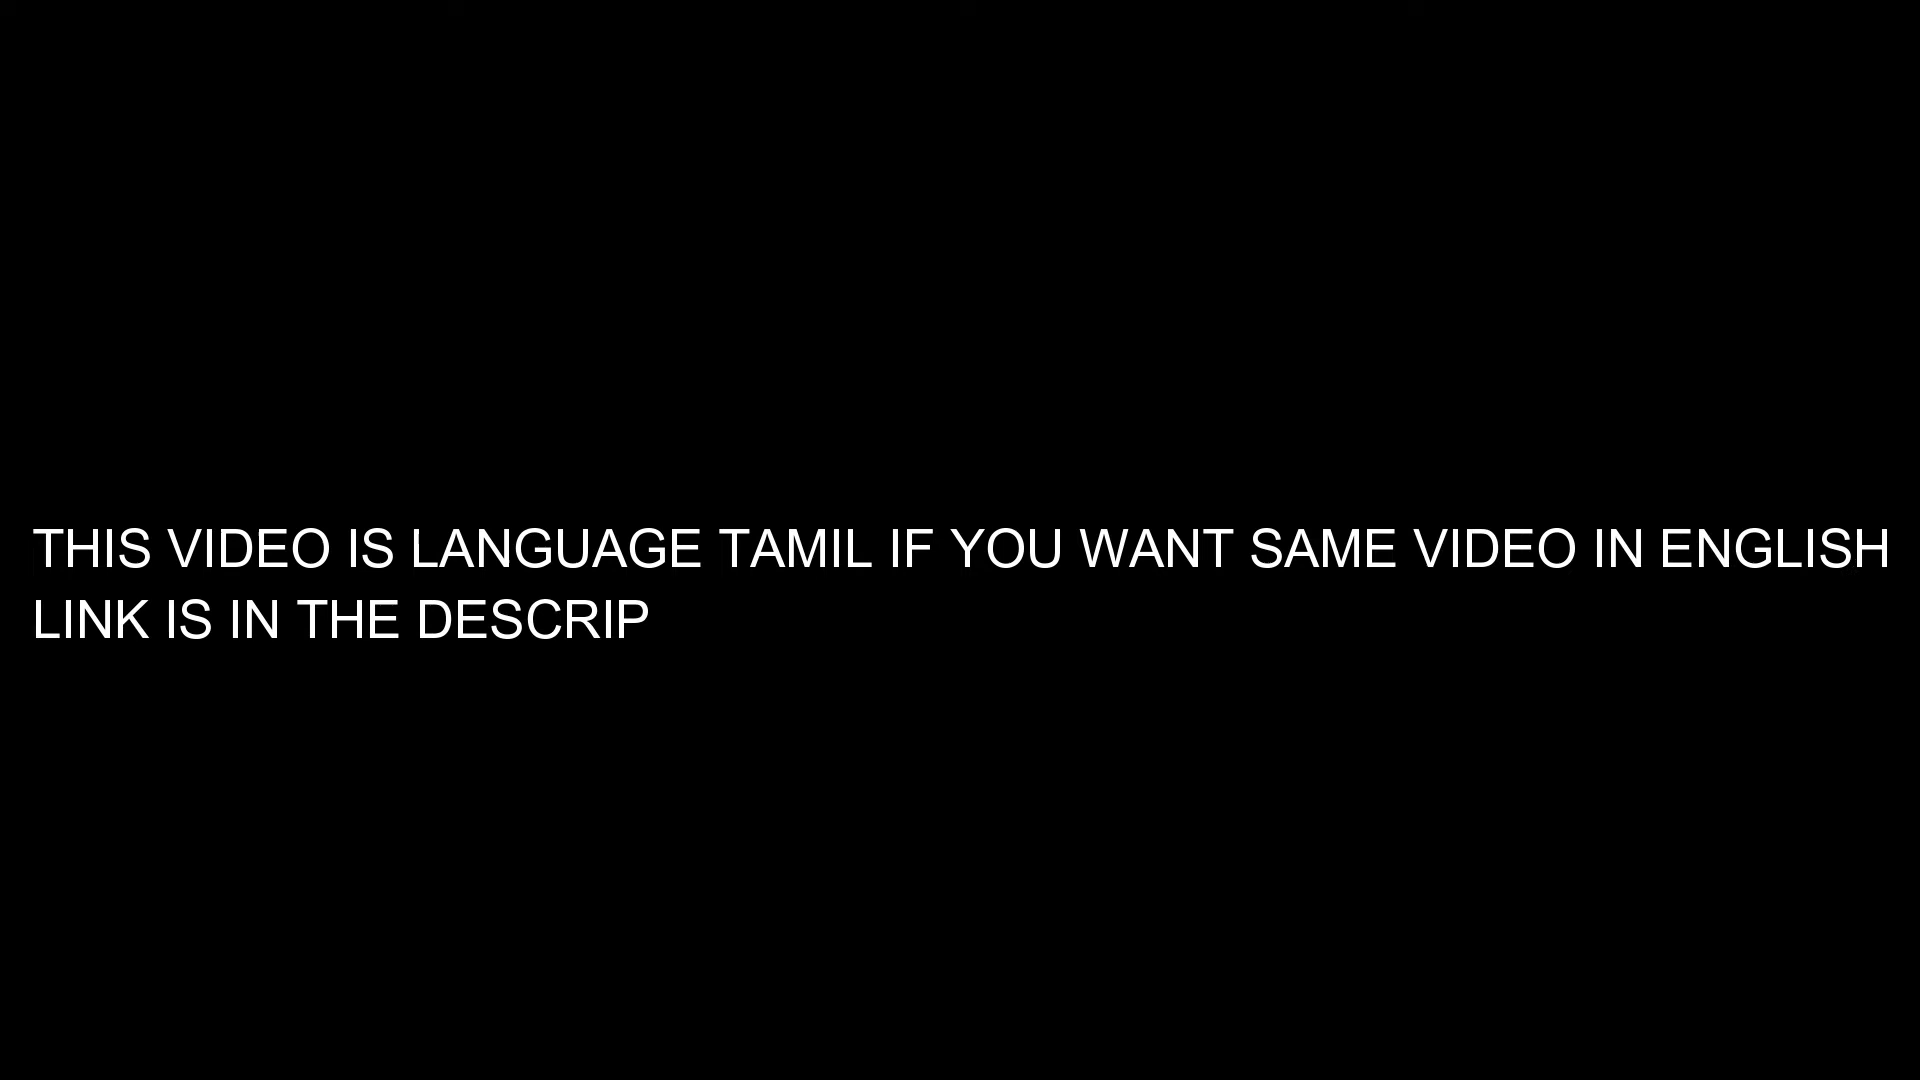 THIS VIDEO IS LANGUAGE TAMIL IF YOU WANT SAME VIDEO IN ENGLISH
LINK IS IN THE DESCRIP